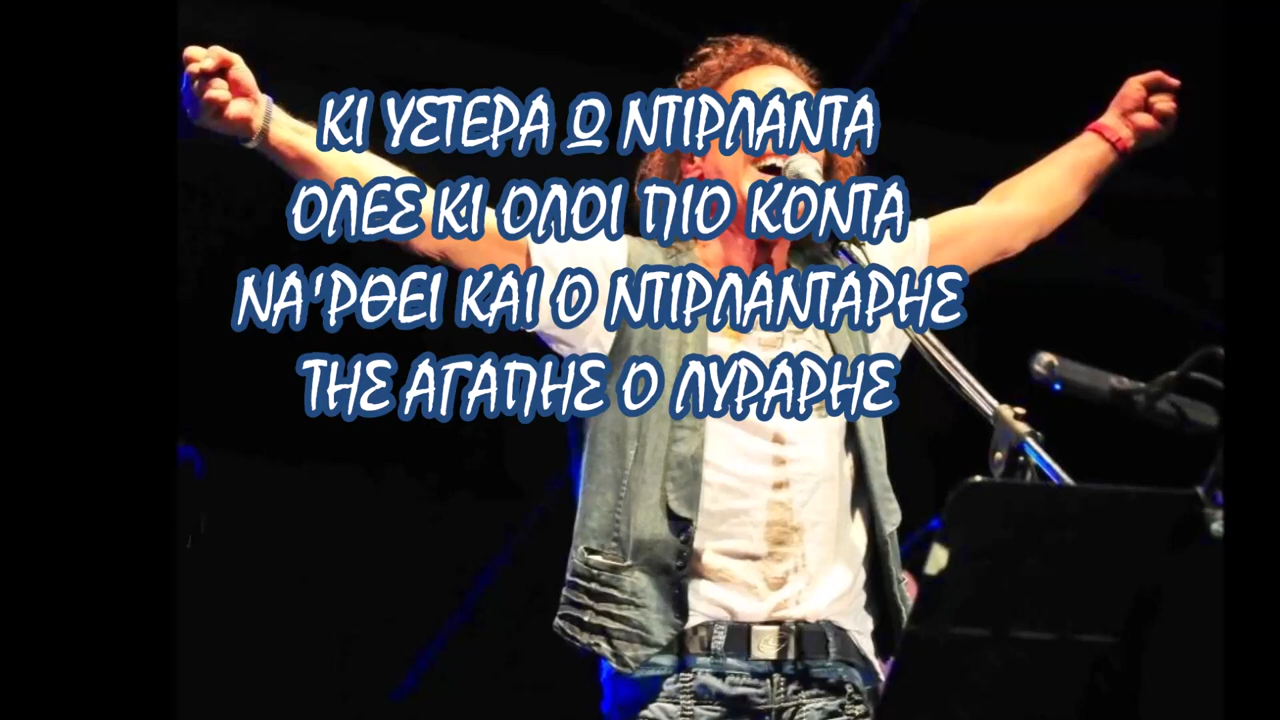 ΚΙ ΥΣΤΕΡΑ Ω ΝΤΙΡΛΑΝΤΑ
ΟΛΕΣ ΚΙ ΟΛΟΙ ΠΙΟ ΚΟΝΤΑ
ΝΑ'ΡΘΕΙ ΚΑΙ Ο ΝΤΙΡΛΑΝΤΑΡΗΣ
ΤΗΣ ΑΓΑΠΗΣ Ο ΛΥΡΑΡΗΣ